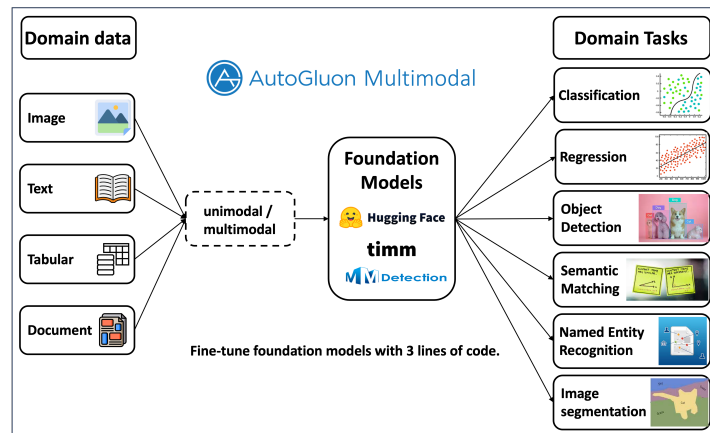 Domain data
AutoGluon Multimodal
Domain Tasks
Image
Text
Tabular
Document
unimodal /
multimodal
Foundation
Models
Hugging Face
timm
MMDetection
Fine-tune foundation models with 3 lines of code.
Classification
Regression
Object
Detection
Semantic
Matching
Named Entity
Recognition
Image
segmentation